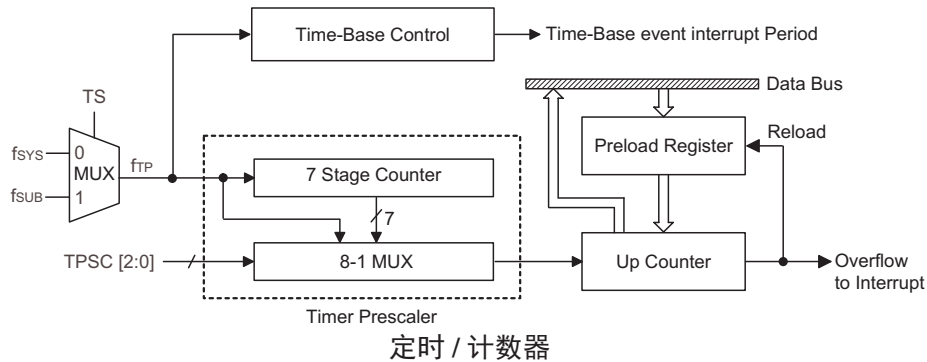 Time-Base Control
Time-Base event interrupt Period
Data Bus
TS
Preload Register
Reload
fSYS
0
MUX
fTP
fSUB
1
7 Stage Counter
7
TPSC [2:0]
8-1 MUX
Up Counter
Overflow
to Interrupt
Timer Prescaler
定时 / 计数器